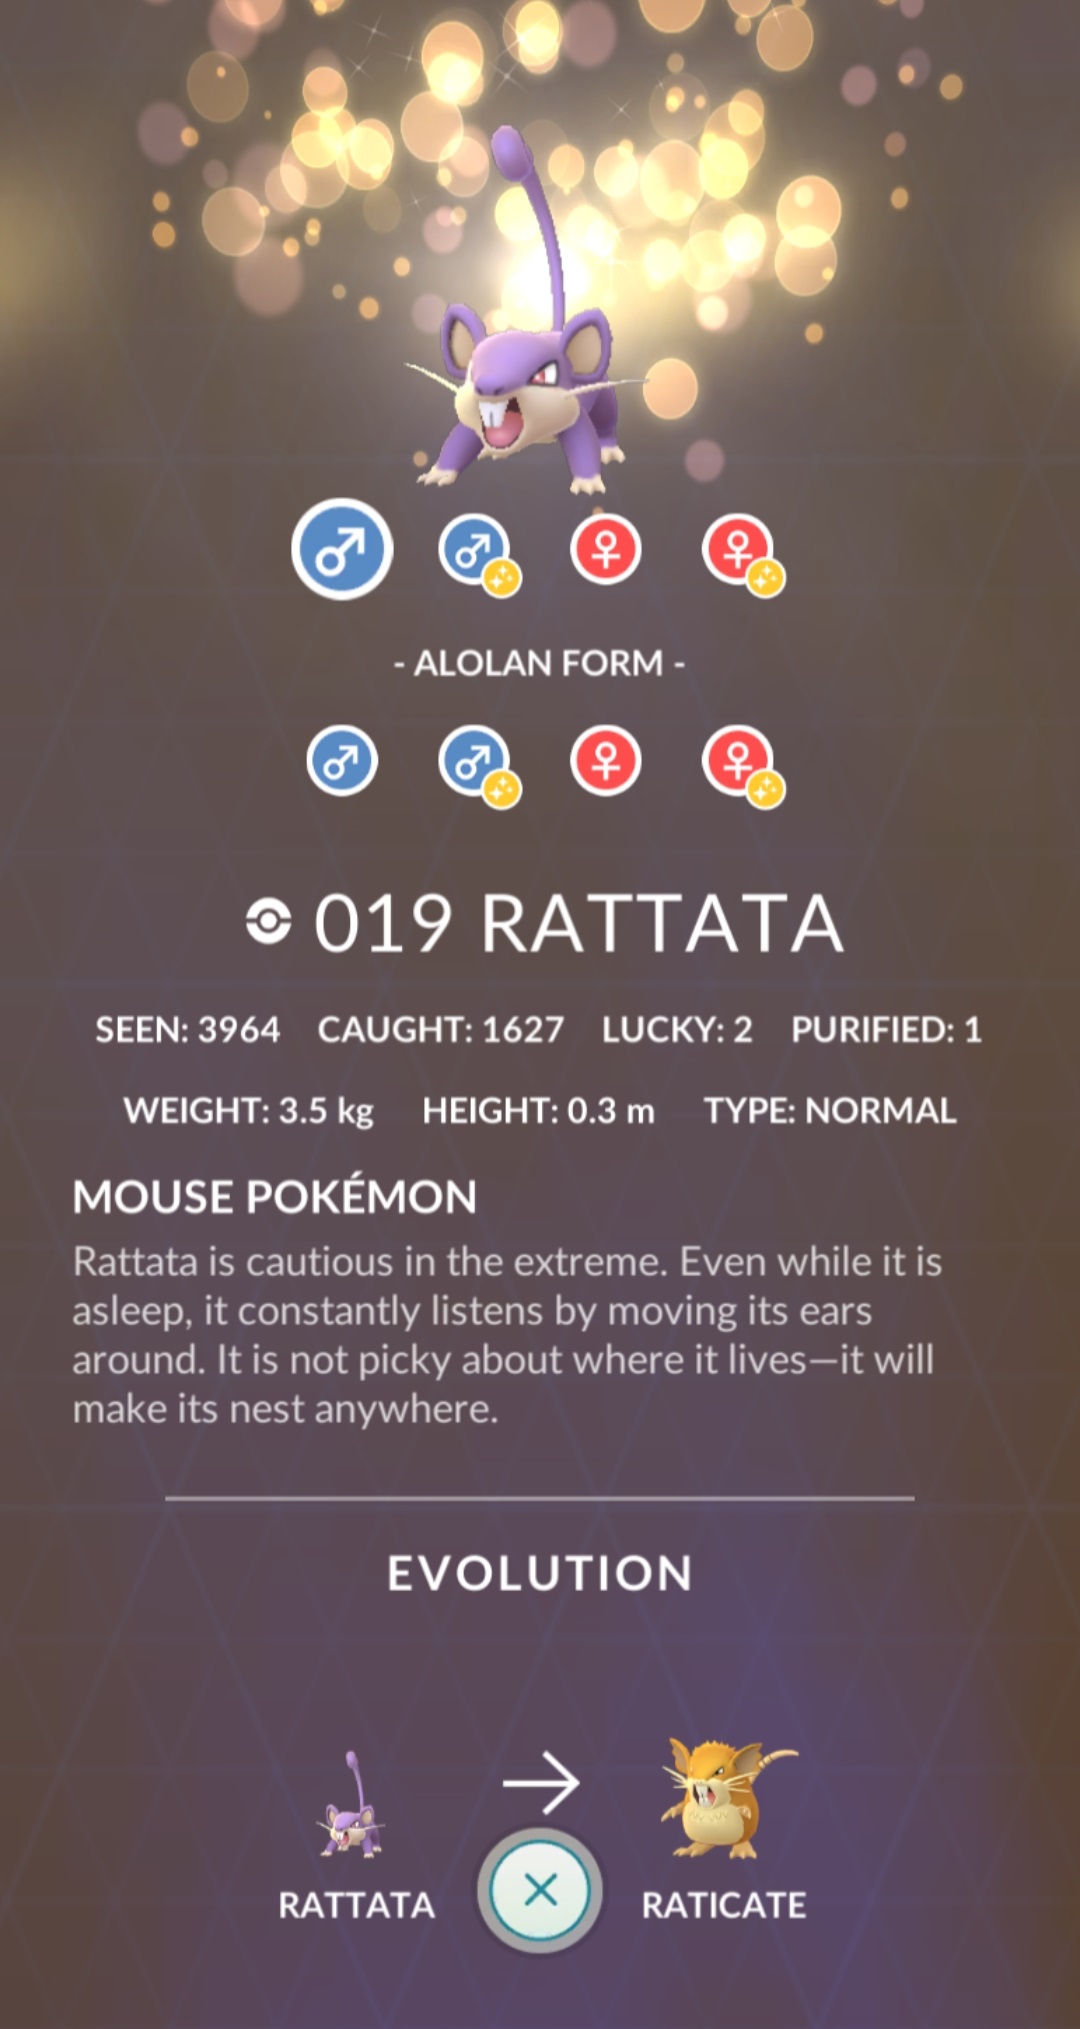 - ALOLAN FORM -
019 RATTATA
SEEN: 3964 CAUGHT: 1627 LUCKY: 2 PURIFIED: 1
WEIGHT: 3.5 kg HEIGHT: 0.3 m TYPE: NORMAL
MOUSE POKÉMON
Rattata is cautious in the extreme. Even while it is
asleep, it constantly listens by moving its ears
around. It is not picky about where it lives—it will
make its nest anywhere.
EVOLUTION
RATTATA RATICATE